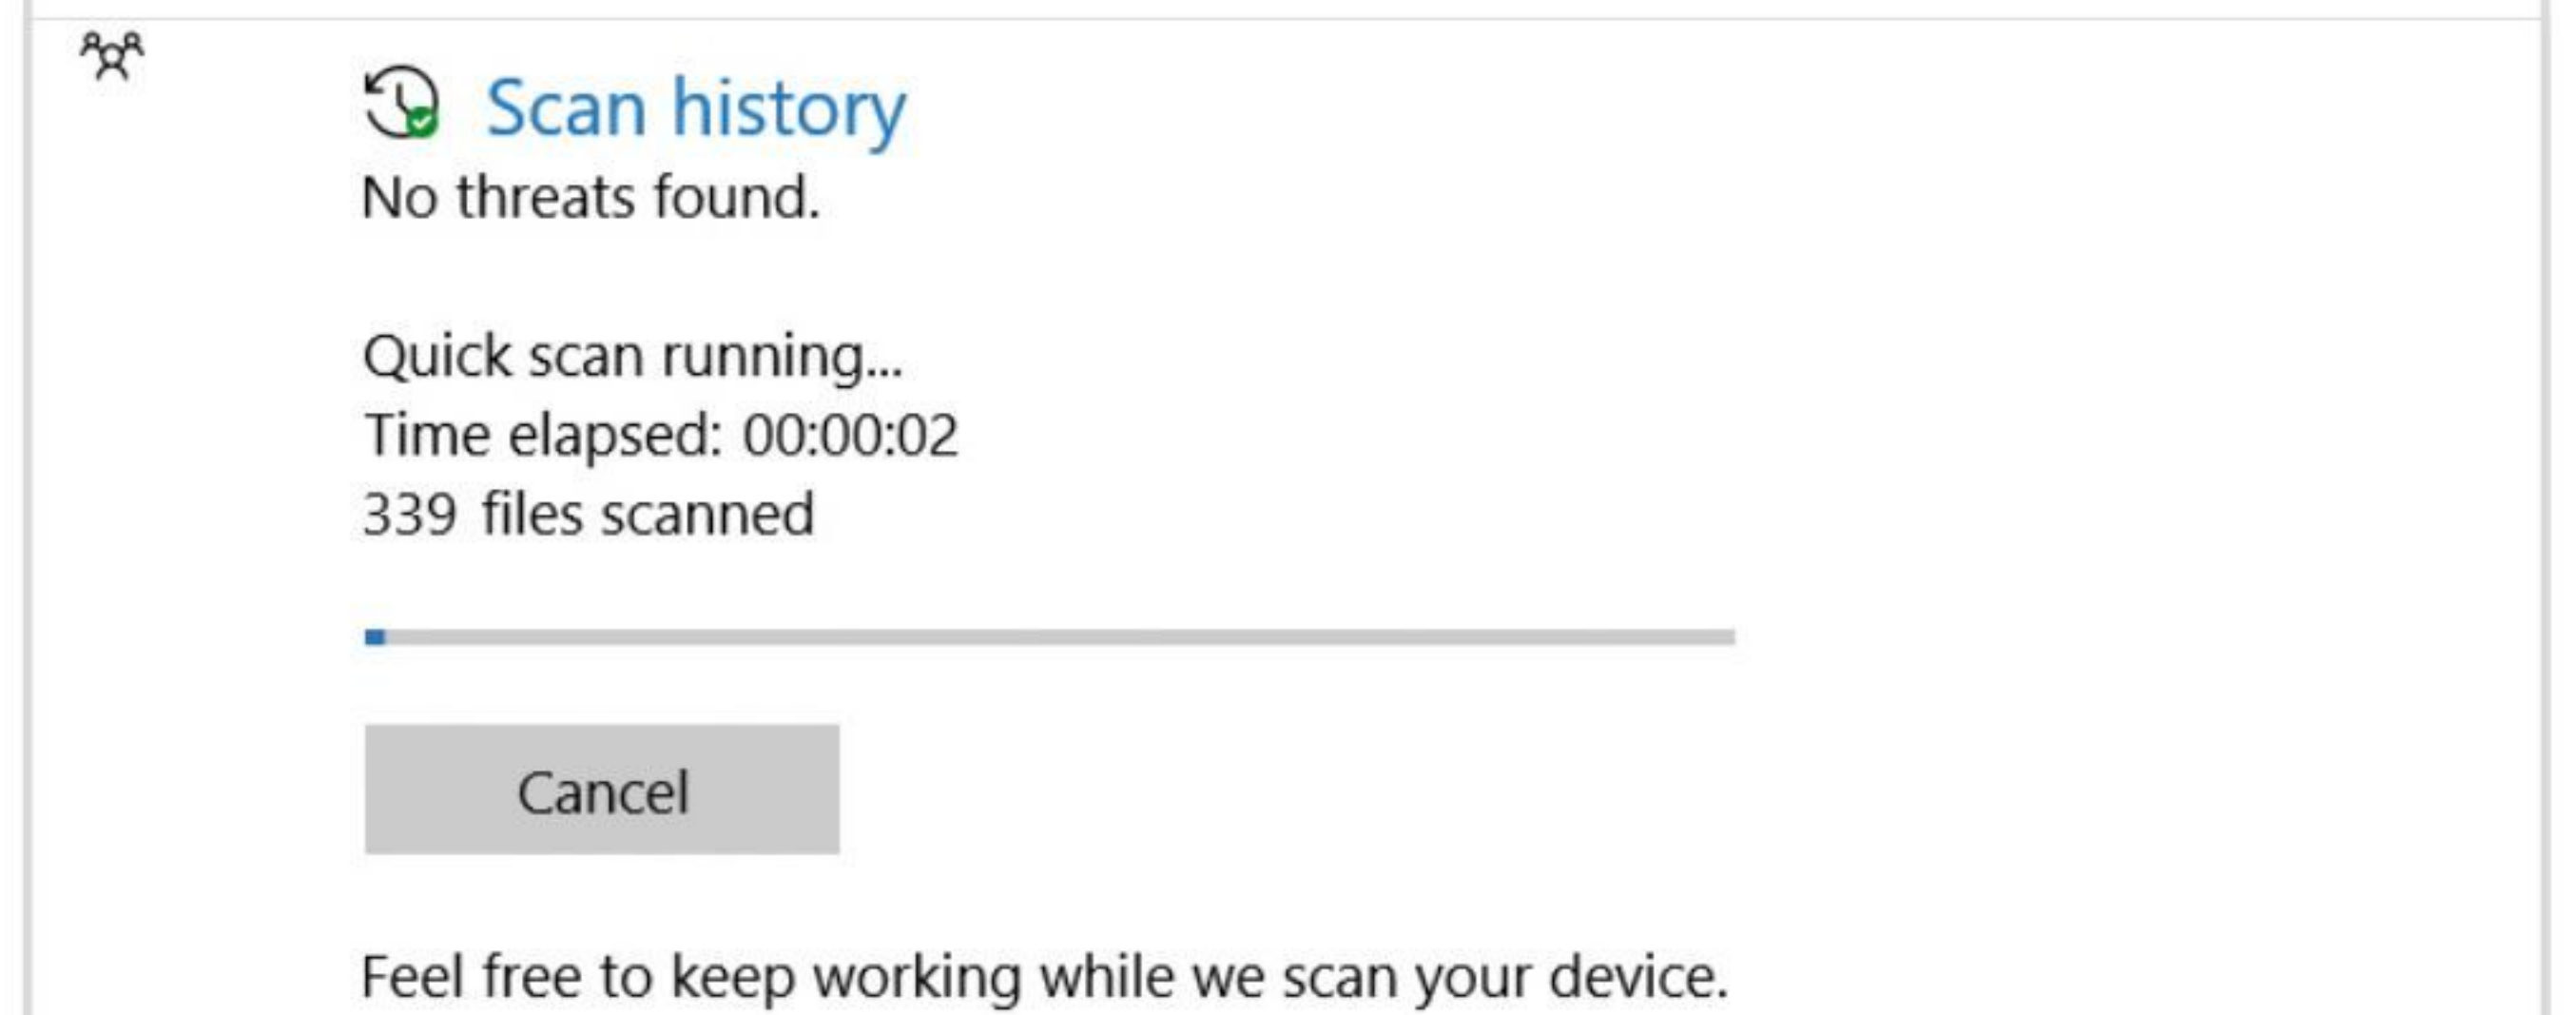 Scan history
No threats found.
Quick scan running...
Time elapsed: 00:00:02
339 files scanned
Cancel
Feel free to keep working while we scan your device.